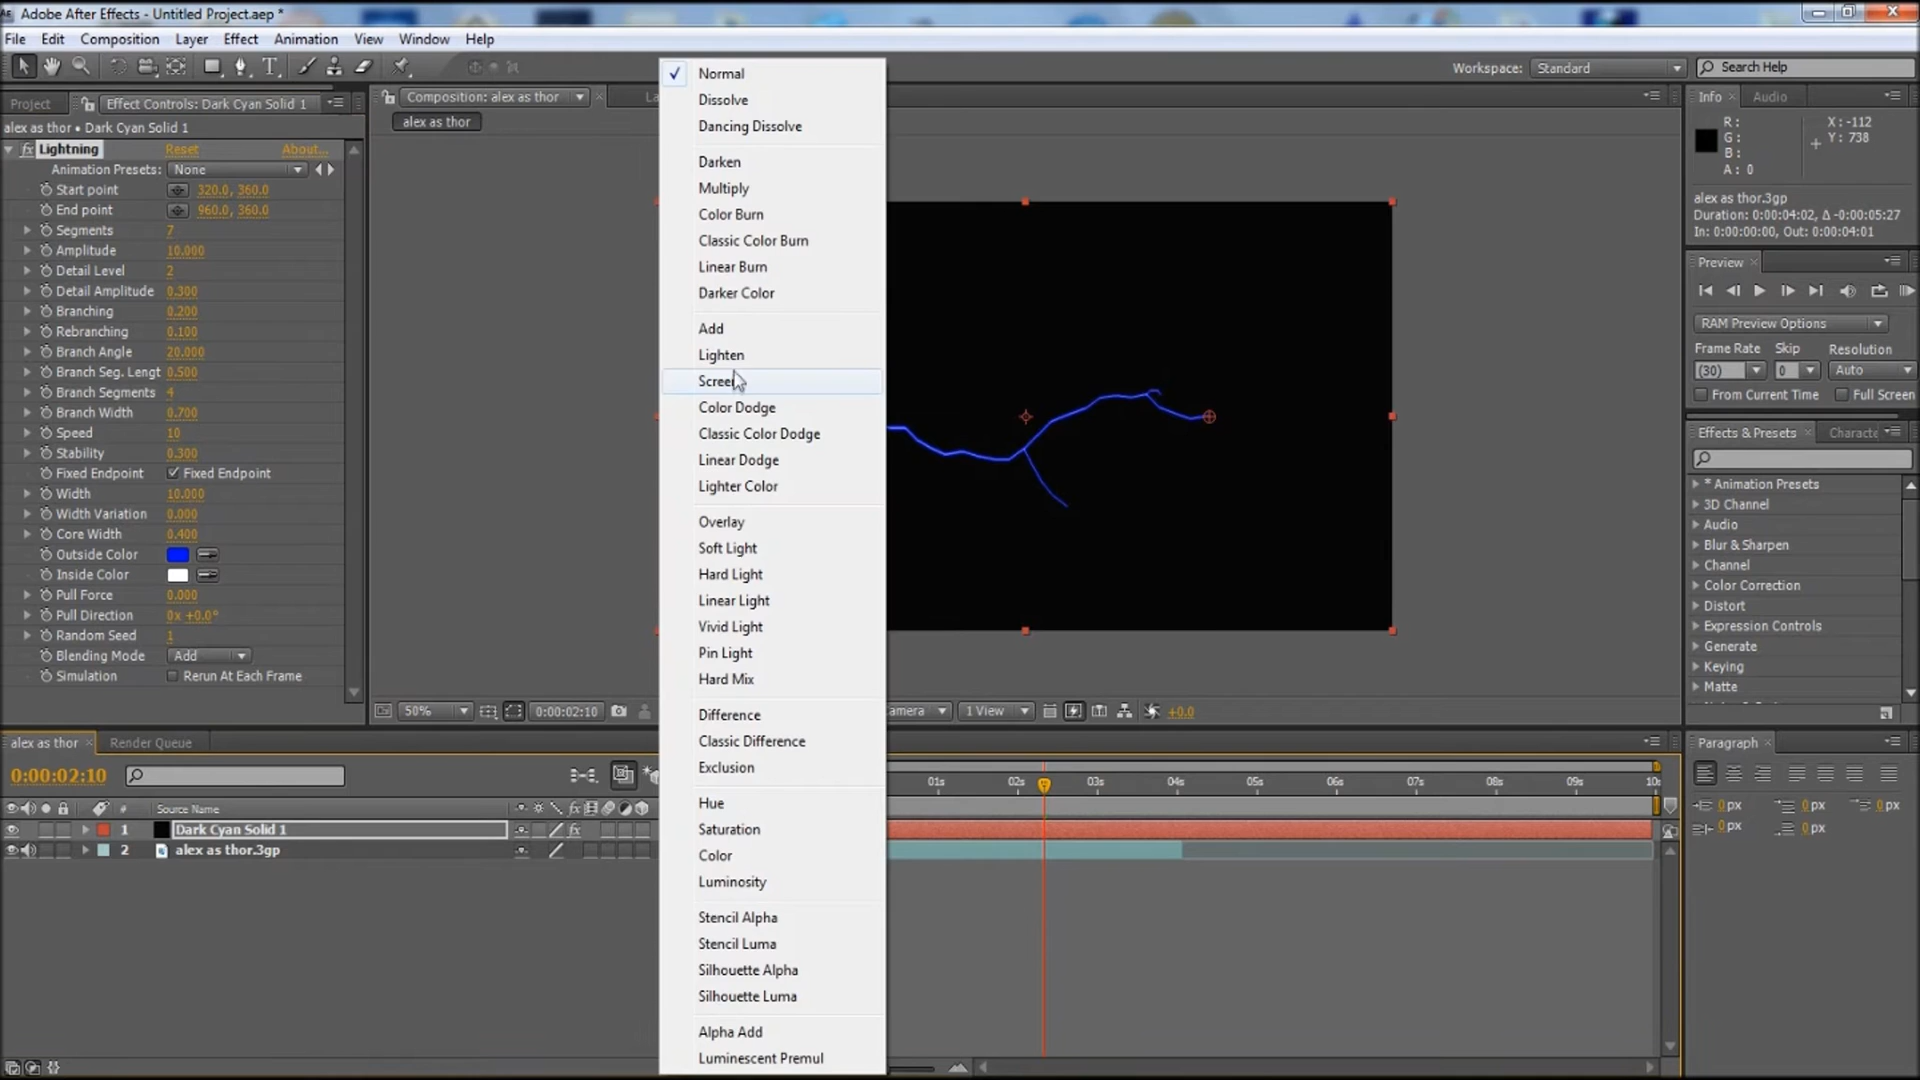 Adobe After Effects - Untitled Project.aep *
File Edit Composition Layer Effect Animation View Window Help
Workspace: Standard Search Help
Project Effect Controls: Dark Cyan Solid 1
alex as thor • Dark Cyan Solid 1
Lightning Reset About...
Animation Presets: None
Start point 320.0, 360.0
End point 960.0, 360.0
Segments 7
Amplitude 10.000
Detail Level 2
Detail Amplitude 0.300
Branching 0.200
Rebranching 0.100
Branch Angle 20.000
Branch Seg. Lengt 0.500
Branch Segments 4
Branch Width 0.700
Speed 10
Stability 0.300
Fixed Endpoint Fixed Endpoint
Width 10.000
Width Variation 0.000
Core Width 0.400
Outside Color
Inside Color
Pull Force 0.000
Pull Direction 0x +0.0°
Random Seed 1
Blending Mode Add
Simulation Rerun At Each Frame
Composition: alex as thor La
alex as thor
Normal
Dissolve
Dancing Dissolve
Darken
Multiply
Color Burn
Classic Color Burn
Linear Burn
Darker Color
Add
Lighten
Screen
Color Dodge
Classic Color Dodge
Linear Dodge
Lighter Color
Overlay
Soft Light
Hard Light
Linear Light
Vivid Light
Pin Light
Hard Mix
Difference
Classic Difference
Exclusion
Hue
Saturation
Color
Luminosity
Stencil Alpha
Stencil Luma
Silhouette Alpha
Silhouette Luma
Alpha Add
Luminescent Premul
50% 0:00:02:10 amera 1 View +0.0
Info Audio
R: X: -112
G: Y: 738
B:
A: 0
alex as thor.3gp
Duration: 0:00:04:02, Δ -0:00:05:27
In: 0:00:00:00, Out: 0:00:04:01
Preview
RAM Preview Options
Frame Rate Skip Resolution
(30) 0 Auto
From Current Time Full Screen
Effects & Presets Characte
* Animation Presets
3D Channel
Audio
Blur & Sharpen
Channel
Color Correction
Distort
Expression Controls
Generate
Keying
Matte
alex as thor Render Queue
0:00:02:10
01s 02s 03s 04s 05s 06s 07s 08s 09s 10s
# Source Name
1 Dark Cyan Solid 1
2 alex as thor.3gp
Paragraph
0 px 0 px 0 px
0 px 0 px